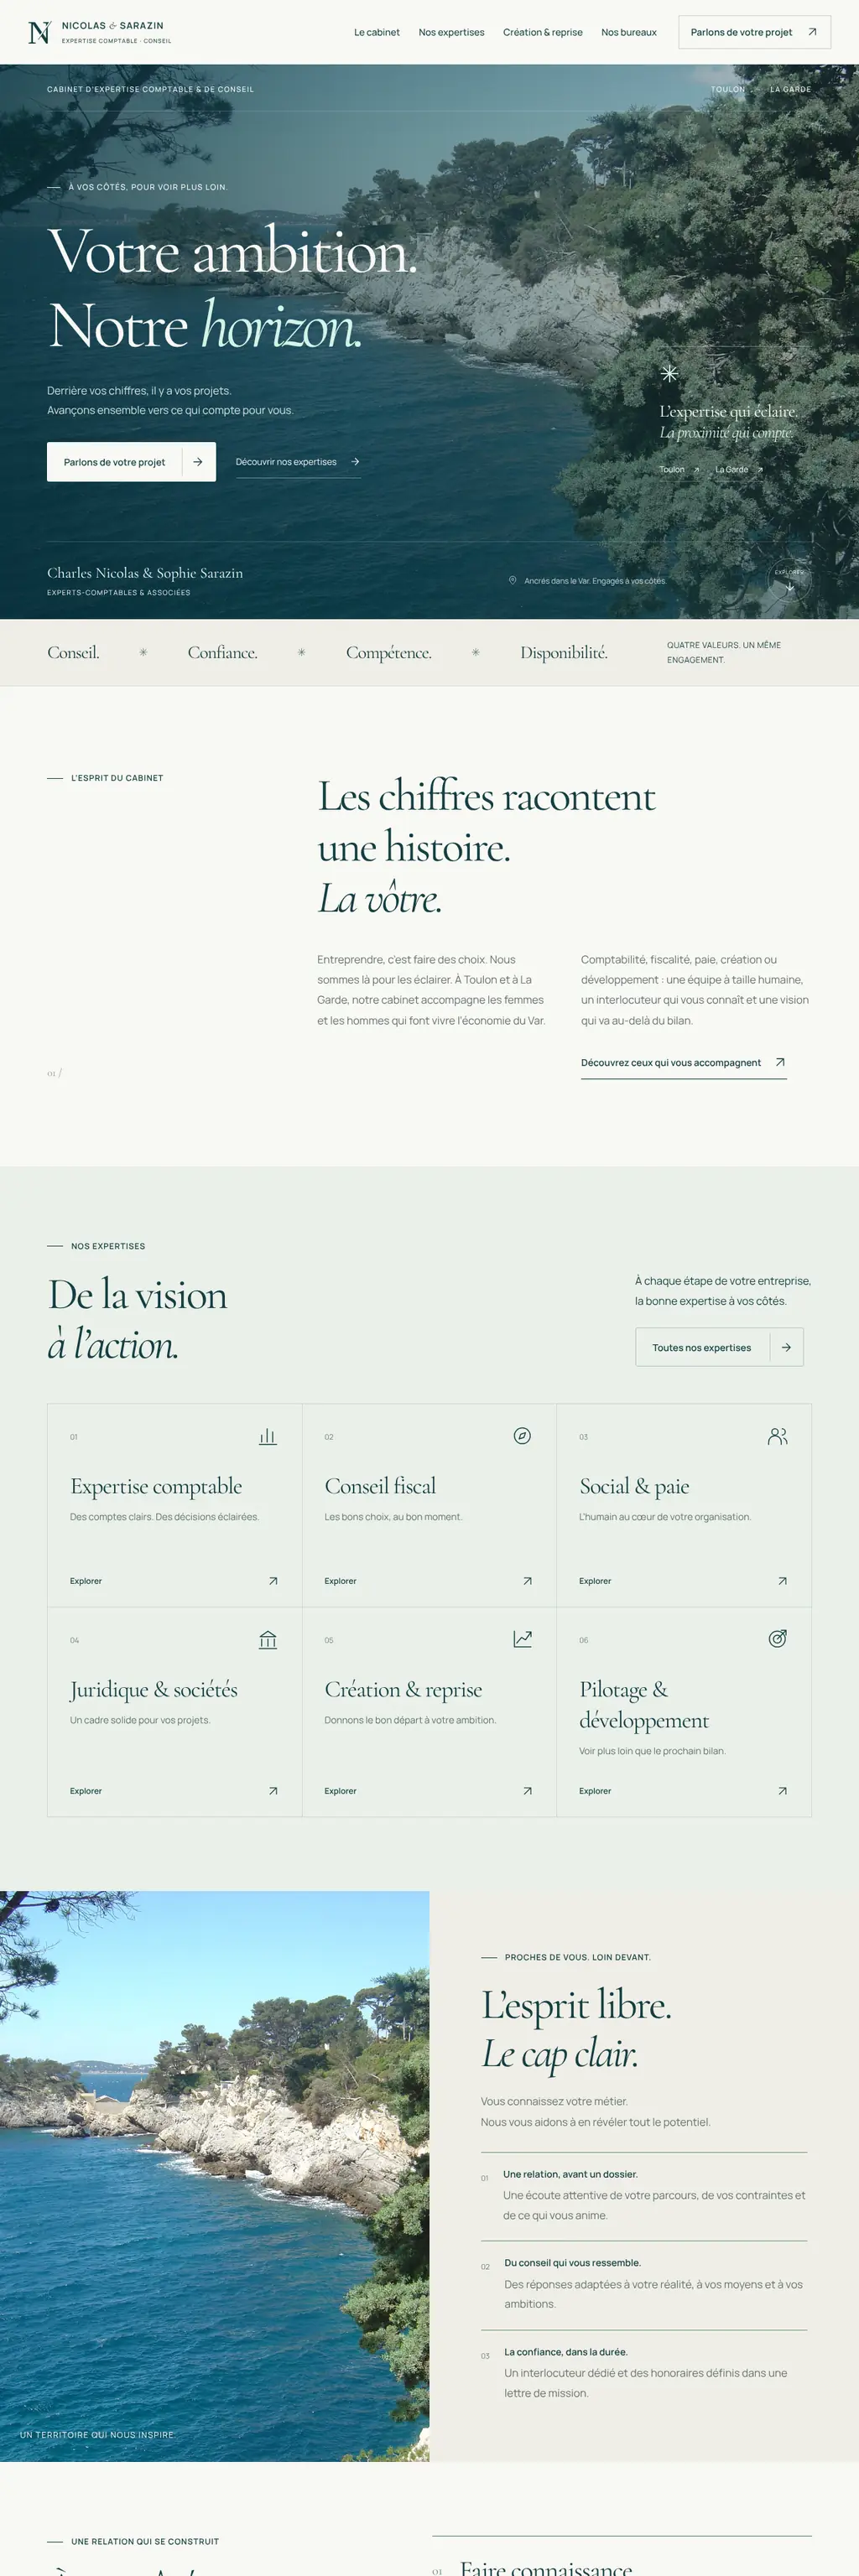 NICOLAS & SARAZIN
EXPERTISE COMPTABLE · CONSEIL
Le cabinet
Nos expertises
Création & reprise
Nos bureaux
Parlons de votre projet
CABINET D'EXPERTISE COMPTABLE & DE CONSEIL
TOULON — LA GARDE
À VOS CÔTÉS, POUR VOIR PLUS LOIN.
Votre ambition.
Notre horizon.
Derrière vos chiffres, il y a vos projets.
Avançons ensemble vers ce qui compte pour vous.
Parlons de votre projet
Découvrir nos expertises
L'expertise qui éclaire.
La proximité qui compte.
Toulon
La Garde
Charles Nicolas & Sophie Sarazin
EXPERTS-COMPTABLES & ASSOCIÉES
Ancrés dans le Var. Engagés à vos côtés.
EXPLORER
Conseil.
Confiance.
Compétence.
Disponibilité.
QUATRE VALEURS. UN MÊME
ENGAGEMENT.
L'ESPRIT DU CABINET
Les chiffres racontent
une histoire.
La vôtre.
Entreprendre, c'est faire des choix. Nous
sommes là pour les éclairer. À Toulon et à La
Garde, notre cabinet accompagne les femmes
et les hommes qui font vivre l'économie du Var.
Comptabilité, fiscalité, paie, création ou
développement : une équipe à taille humaine,
un interlocuteur qui vous connaît et une vision
qui va au-delà du bilan.
Découvrez ceux qui vous accompagnent
01 /
NOS EXPERTISES
De la vision
à l'action.
À chaque étape de votre entreprise,
la bonne expertise à vos côtés.
Toutes nos expertises
01
Expertise comptable
Des comptes clairs. Des décisions éclairées.
Explorer
02
Conseil fiscal
Les bons choix, au bon moment.
Explorer
03
Social & paie
L'humain au cœur de votre organisation.
Explorer
04
Juridique & sociétés
Un cadre solide pour vos projets.
Explorer
05
Création & reprise
Donnons le bon départ à votre ambition.
Explorer
06
Pilotage &
développement
Voir plus loin que le prochain bilan.
Explorer
UN TERRITOIRE QUI NOUS INSPIRE.
PROCHES DE VOUS. LOIN DEVANT.
L'esprit libre.
Le cap clair.
Vous connaissez votre métier.
Nous vous aidons à en révéler tout le potentiel.
01
Une relation, avant un dossier.
Une écoute attentive de votre parcours, de vos contraintes et
de ce qui vous anime.
02
Du conseil qui vous ressemble.
Des réponses adaptées à votre réalité, à vos moyens et à vos
ambitions.
03
La confiance, dans la durée.
Un interlocuteur dédié et des honoraires définis dans une
lettre de mission.
UNE RELATION QUI SE CONSTRUIT
01
Faire connaissance